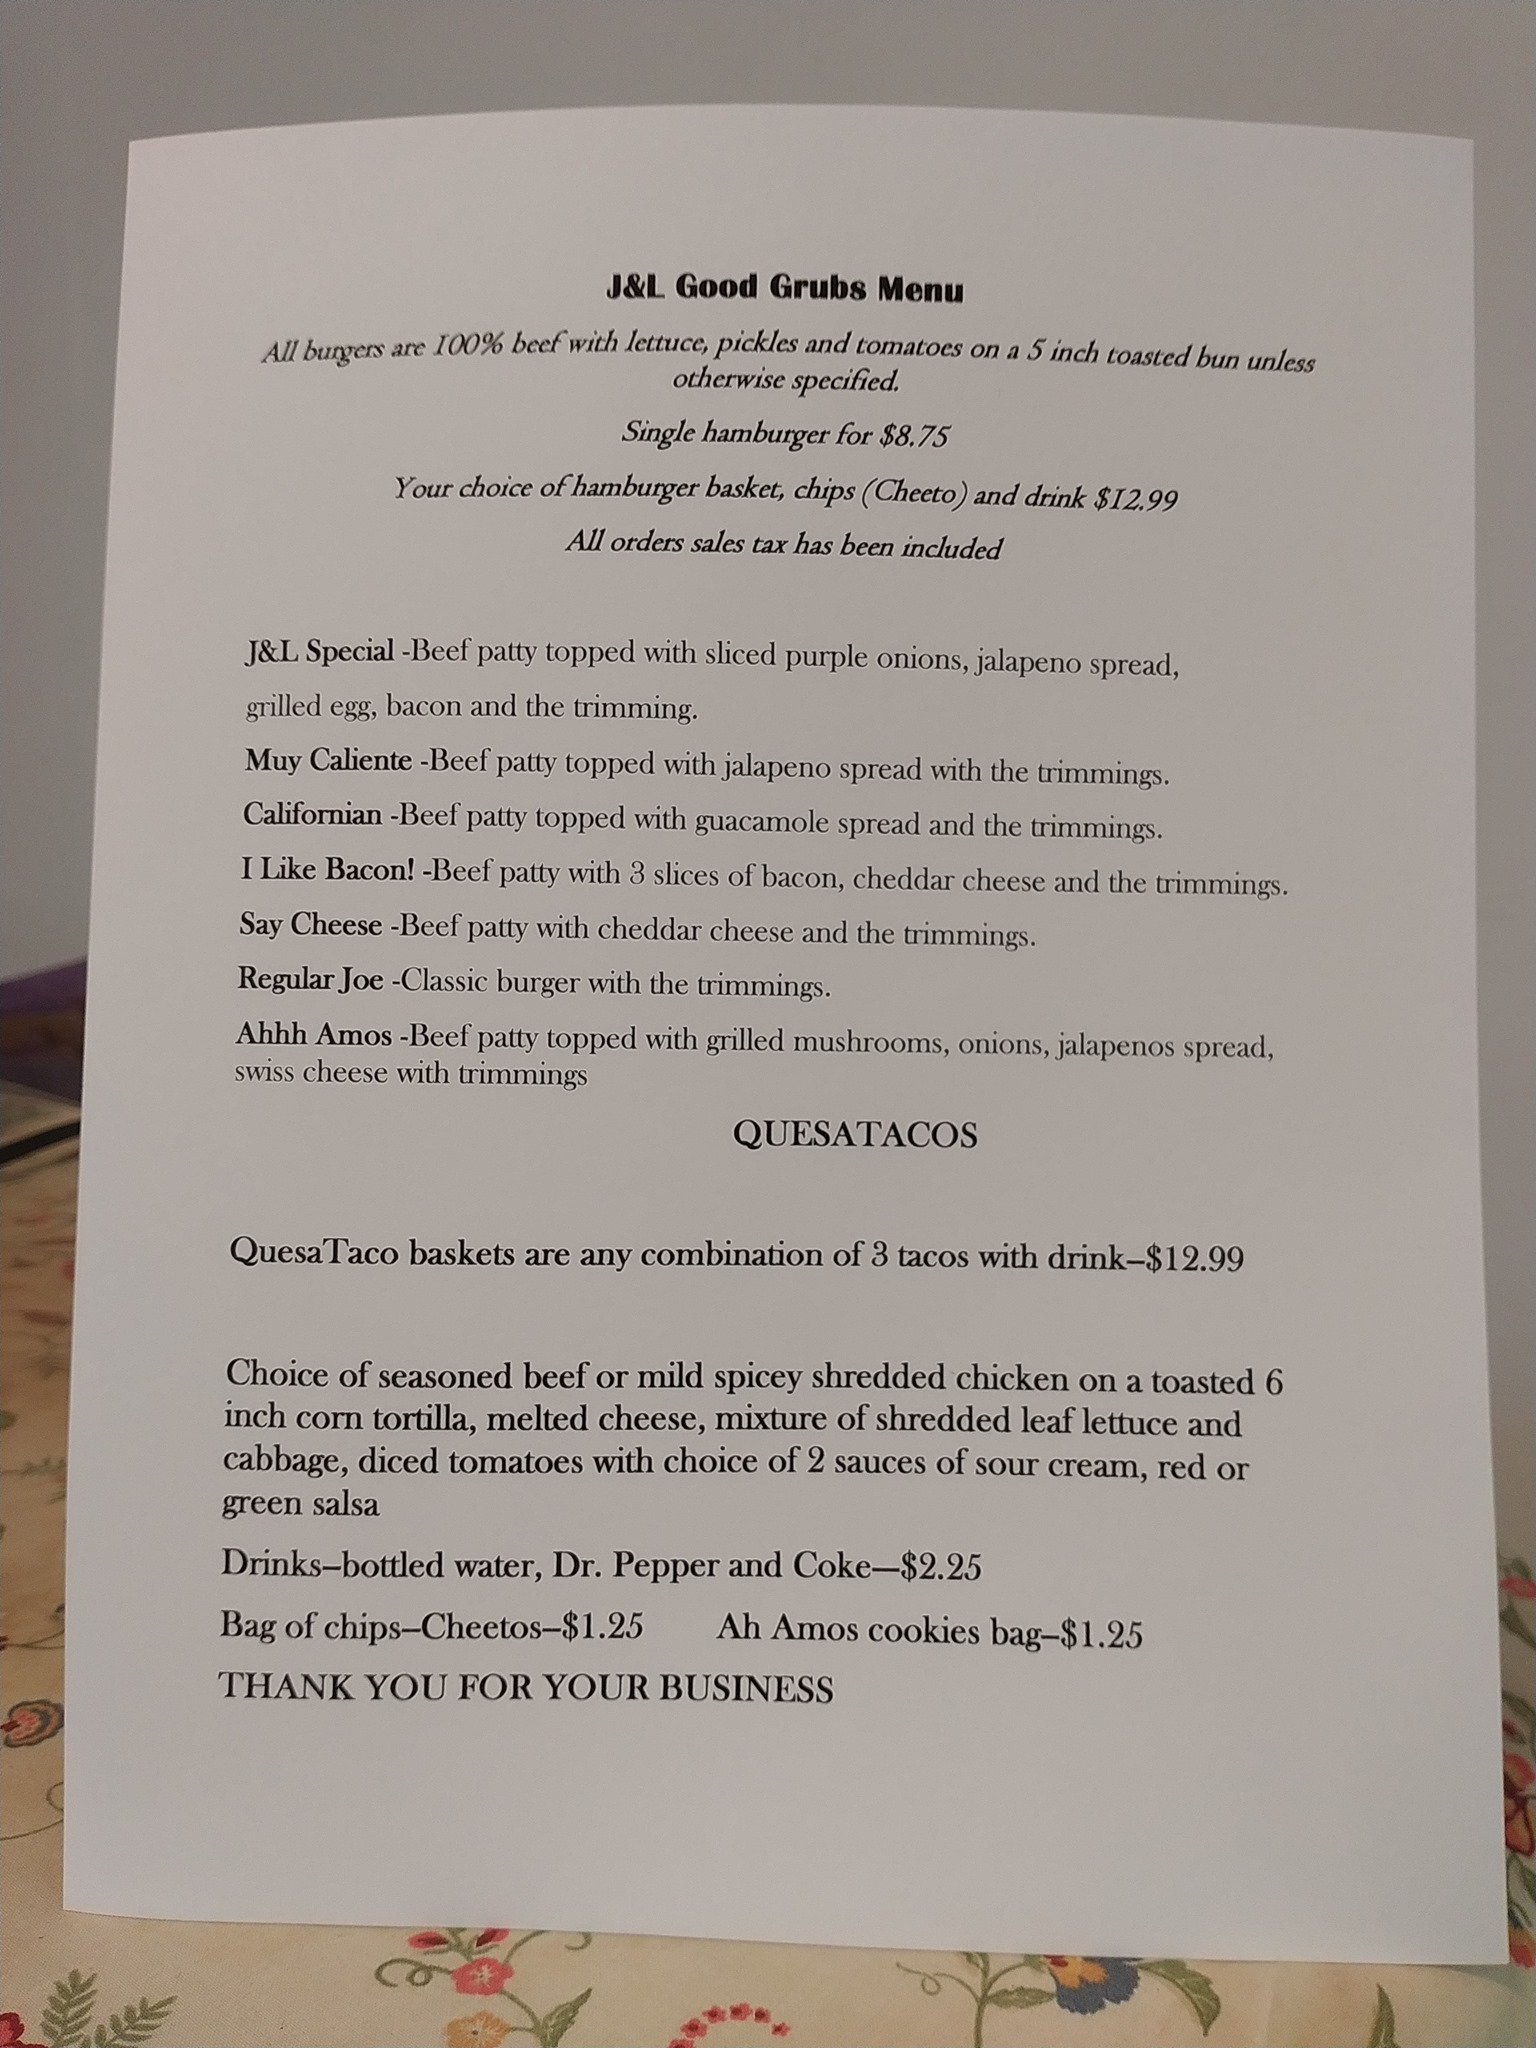 J&L Good Grubs Menu
All burgers are 100% beef with lettuce, pickles and tomatoes on a 5 inch toasted bun unless
otherwise specified.
Single hamburger for $8.75
Your choice of hamburger basket, chips (Cheeto) and drink $12.99
All orders sales tax has been included
J&L Special -Beef patty topped with sliced purple onions, jalapeno spread,
grilled egg, bacon and the trimming.
Muy Caliente -Beef patty topped with jalapeno spread with the trimmings.
Californian -Beef patty topped with guacamole spread and the trimmings.
I Like Bacon! -Beef patty with 3 slices of bacon, cheddar cheese and the trimmings.
Say Cheese -Beef patty with cheddar cheese and the trimmings.
Regular Joe -Classic burger with the trimmings.
Ahhh Amos -Beef patty topped with grilled mushrooms, onions, jalapenos spread,
swiss cheese with trimmings
QUESATACOS
QuesaTaco baskets are any combination of 3 tacos with drink–$12.99
Choice of seasoned beef or mild spicey shredded chicken on a toasted 6
inch corn tortilla, melted cheese, mixture of shredded leaf lettuce and
cabbage, diced tomatoes with choice of 2 sauces of sour cream, red or
green salsa
Drinks–bottled water, Dr. Pepper and Coke—$2.25
Bag of chips–Cheetos–$1.25 Ah Amos cookies bag–$1.25
THANK YOU FOR YOUR BUSINESS